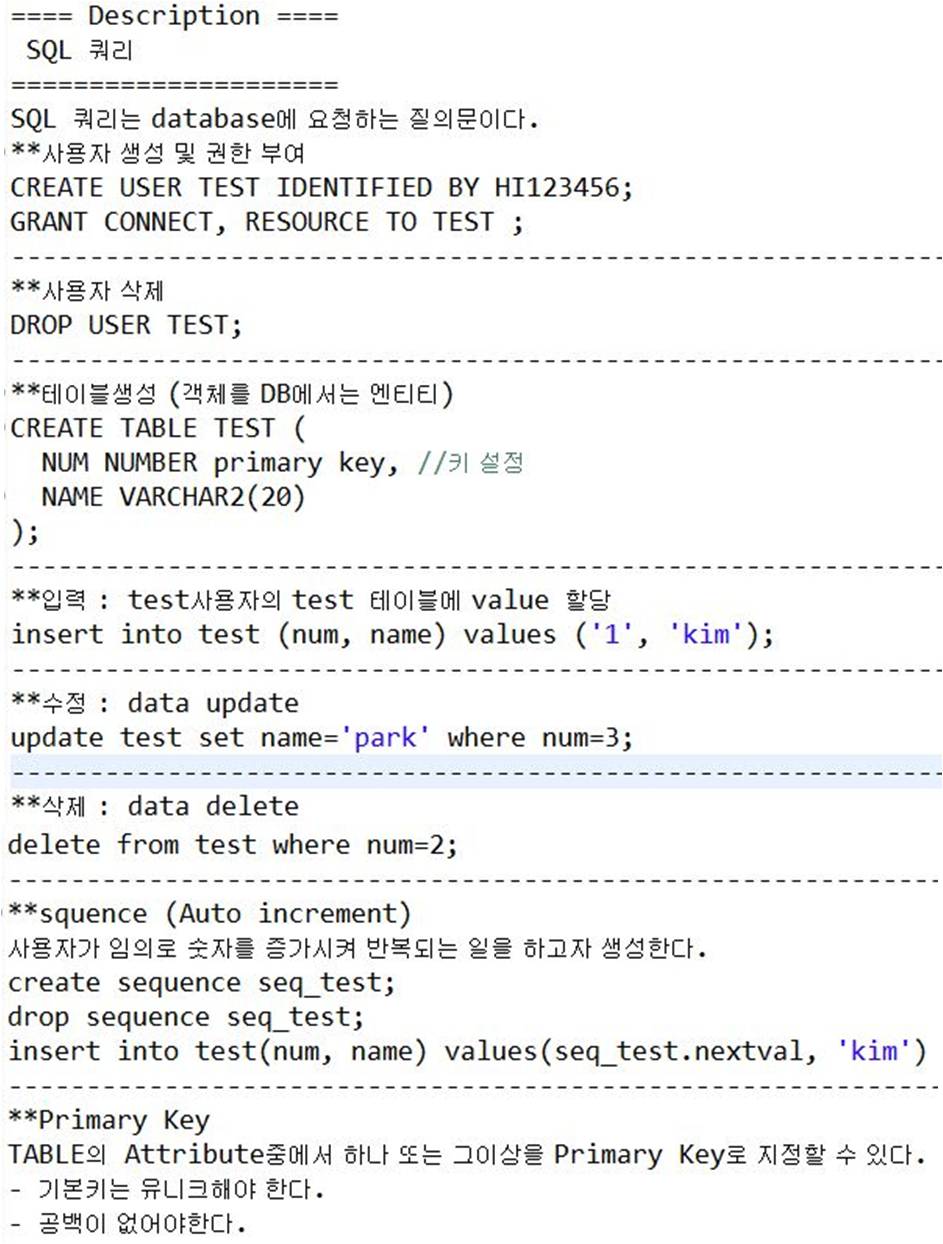 ==== Description ====
SQL 쿼리
=====================
SQL 쿼리는 database에 요청하는 질의문이다.
**사용자 생성 및 권한 부여
CREATE USER TEST IDENTIFIED BY HI123456;
GRANT CONNECT, RESOURCE TO TEST ;
------------------------------------------------------------
**사용자 삭제
DROP USER TEST;
------------------------------------------------------------
**테이블생성 (객체를 DB에서는 엔티티)
CREATE TABLE TEST (
NUM NUMBER primary key, //키 설정
NAME VARCHAR2(20)
);
------------------------------------------------------------
**입력 : test사용자의 test 테이블에 value 할당
insert into test (num, name) values ('1', 'kim');
------------------------------------------------------------
**수정 : data update
update test set name='park' where num=3;
------------------------------------------------------------
**삭제 : data delete
delete from test where num=2;
------------------------------------------------------------
**squence (Auto increment)
사용자가 임의로 숫자를 증가시켜 반복되는 일을 하고자 생성한다.
create sequence seq_test;
drop sequence seq_test;
insert into test(num, name) values(seq_test.nextval, 'kim')
------------------------------------------------------------
**Primary Key
TABLE의 Attribute중에서 하나 또는 그이상을 Primary Key로 지정할 수 있다.
- 기본키는 유니크해야 한다.
- 공백이 없어야한다.